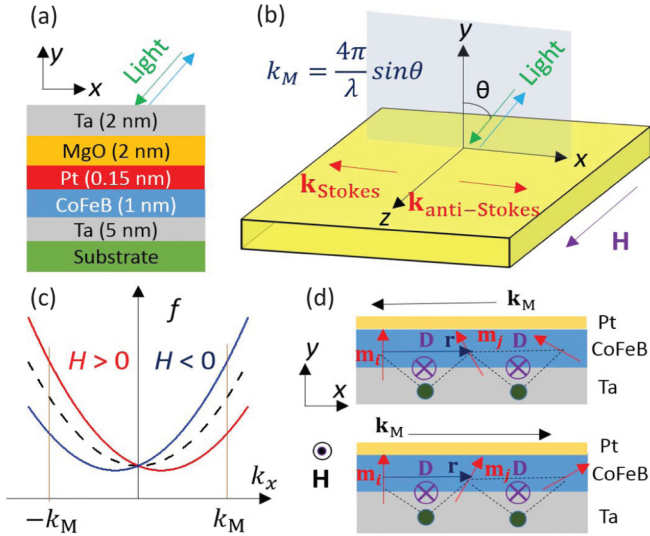 (a)
y
x
Light
Ta (2 nm)
MgO (2 nm)
Pt (0.15 nm)
CoFeB (1 nm)
Ta (5 nm)
Substrate
(b)
k_M = 4π/λ sinθ
y
θ
Light
x
k_Stokes
k_anti−Stokes
z
H
(c)
f
H > 0
H < 0
k_x
−k_M
k_M
(d)
k_M
Pt
y
x
m_i
r
D
m_j
D
CoFeB
Ta
H
k_M
Pt
m_i
D
r
m_j
D
CoFeB
Ta